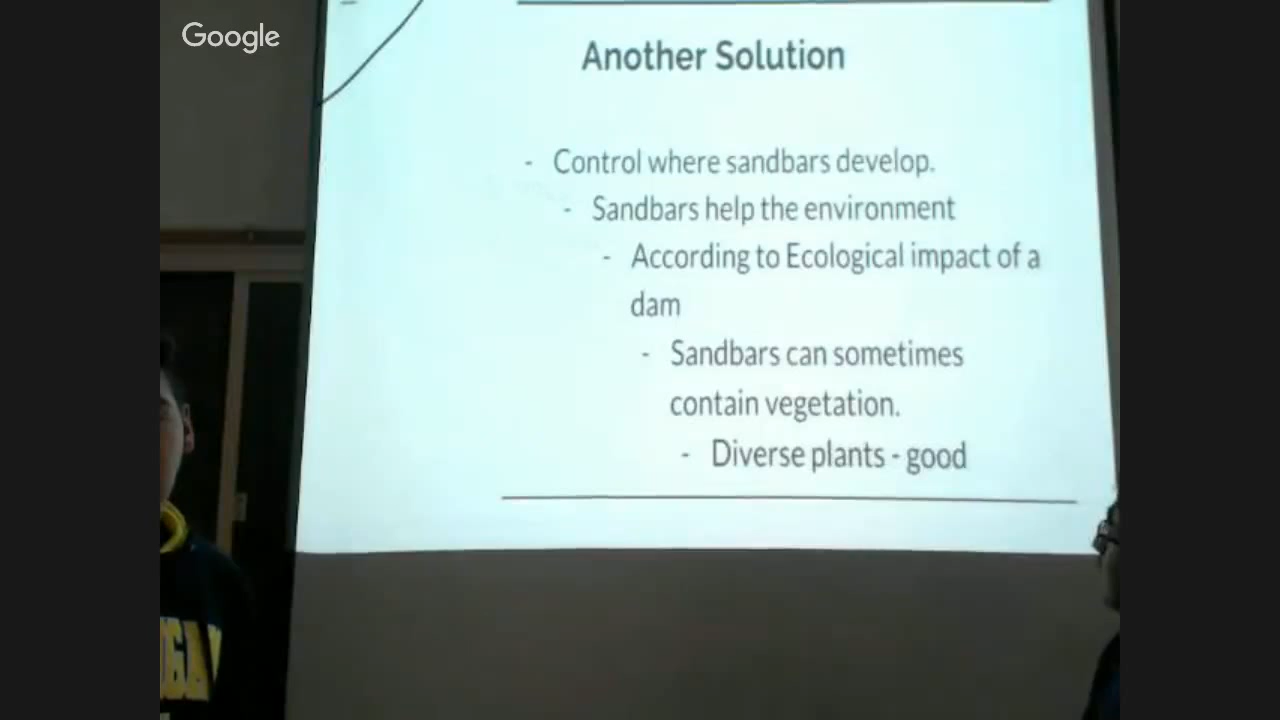 Google
Another Solution
- Control where sandbars develop.
- Sandbars help the environment
- According to Ecological impact of a
dam
- Sandbars can sometimes
contain vegetation.
- Diverse plants - good